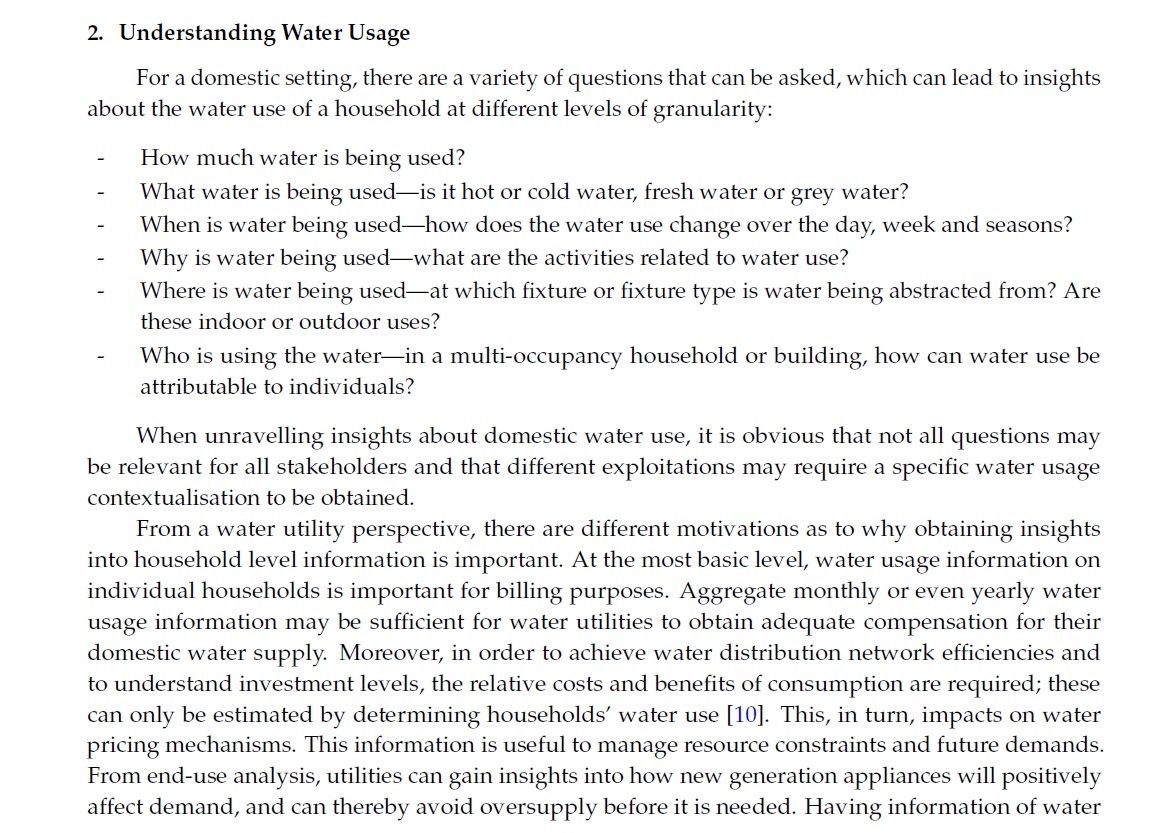 2. Understanding Water Usage
For a domestic setting, there are a variety of questions that can be asked, which can lead to insights
about the water use of a household at different levels of granularity:
- How much water is being used?
- What water is being used—is it hot or cold water, fresh water or grey water?
- When is water being used—how does the water use change over the day, week and seasons?
- Why is water being used—what are the activities related to water use?
- Where is water being used—at which fixture or fixture type is water being abstracted from? Are
these indoor or outdoor uses?
- Who is using the water—in a multi-occupancy household or building, how can water use be
attributable to individuals?
When unravelling insights about domestic water use, it is obvious that not all questions may
be relevant for all stakeholders and that different exploitations may require a specific water usage
contextualisation to be obtained.
From a water utility perspective, there are different motivations as to why obtaining insights
into household level information is important. At the most basic level, water usage information on
individual households is important for billing purposes. Aggregate monthly or even yearly water
usage information may be sufficient for water utilities to obtain adequate compensation for their
domestic water supply. Moreover, in order to achieve water distribution network efficiencies and
to understand investment levels, the relative costs and benefits of consumption are required; these
can only be estimated by determining households’ water use [10]. This, in turn, impacts on water
pricing mechanisms. This information is useful to manage resource constraints and future demands.
From end-use analysis, utilities can gain insights into how new generation appliances will positively
affect demand, and can thereby avoid oversupply before it is needed. Having information of water